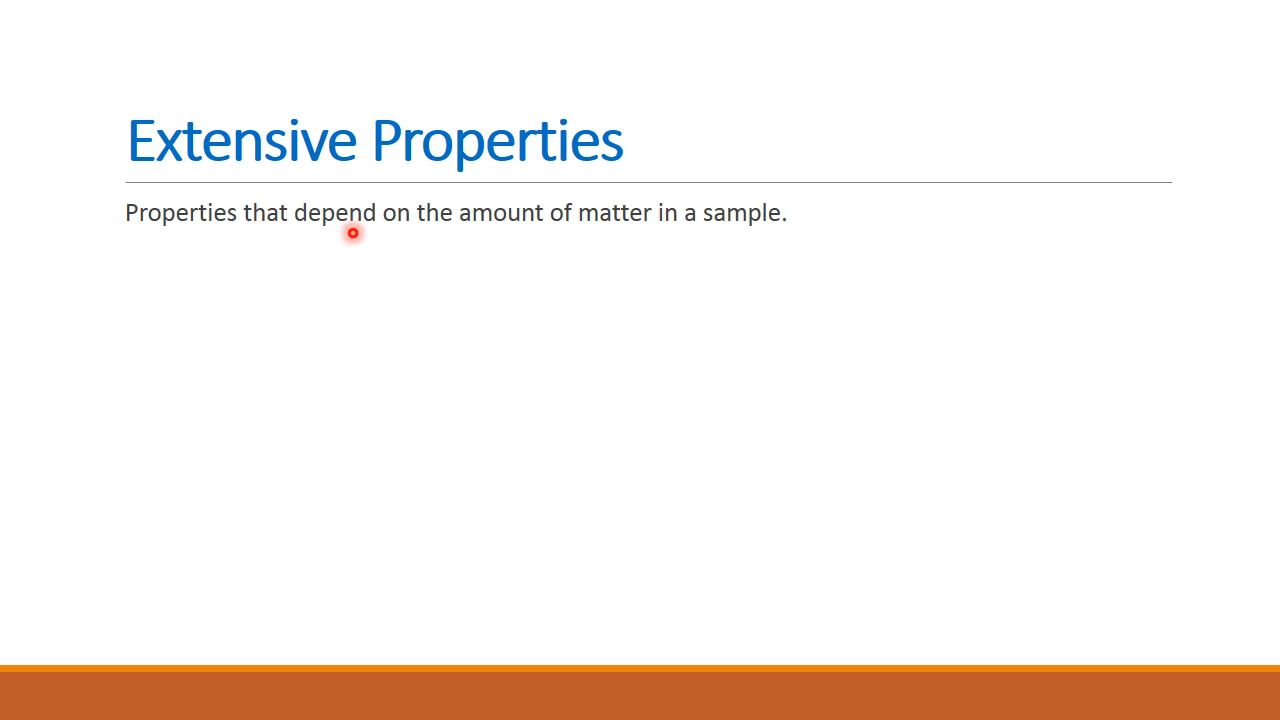 Extensive Properties
Properties that depend on the amount of matter in a sample.